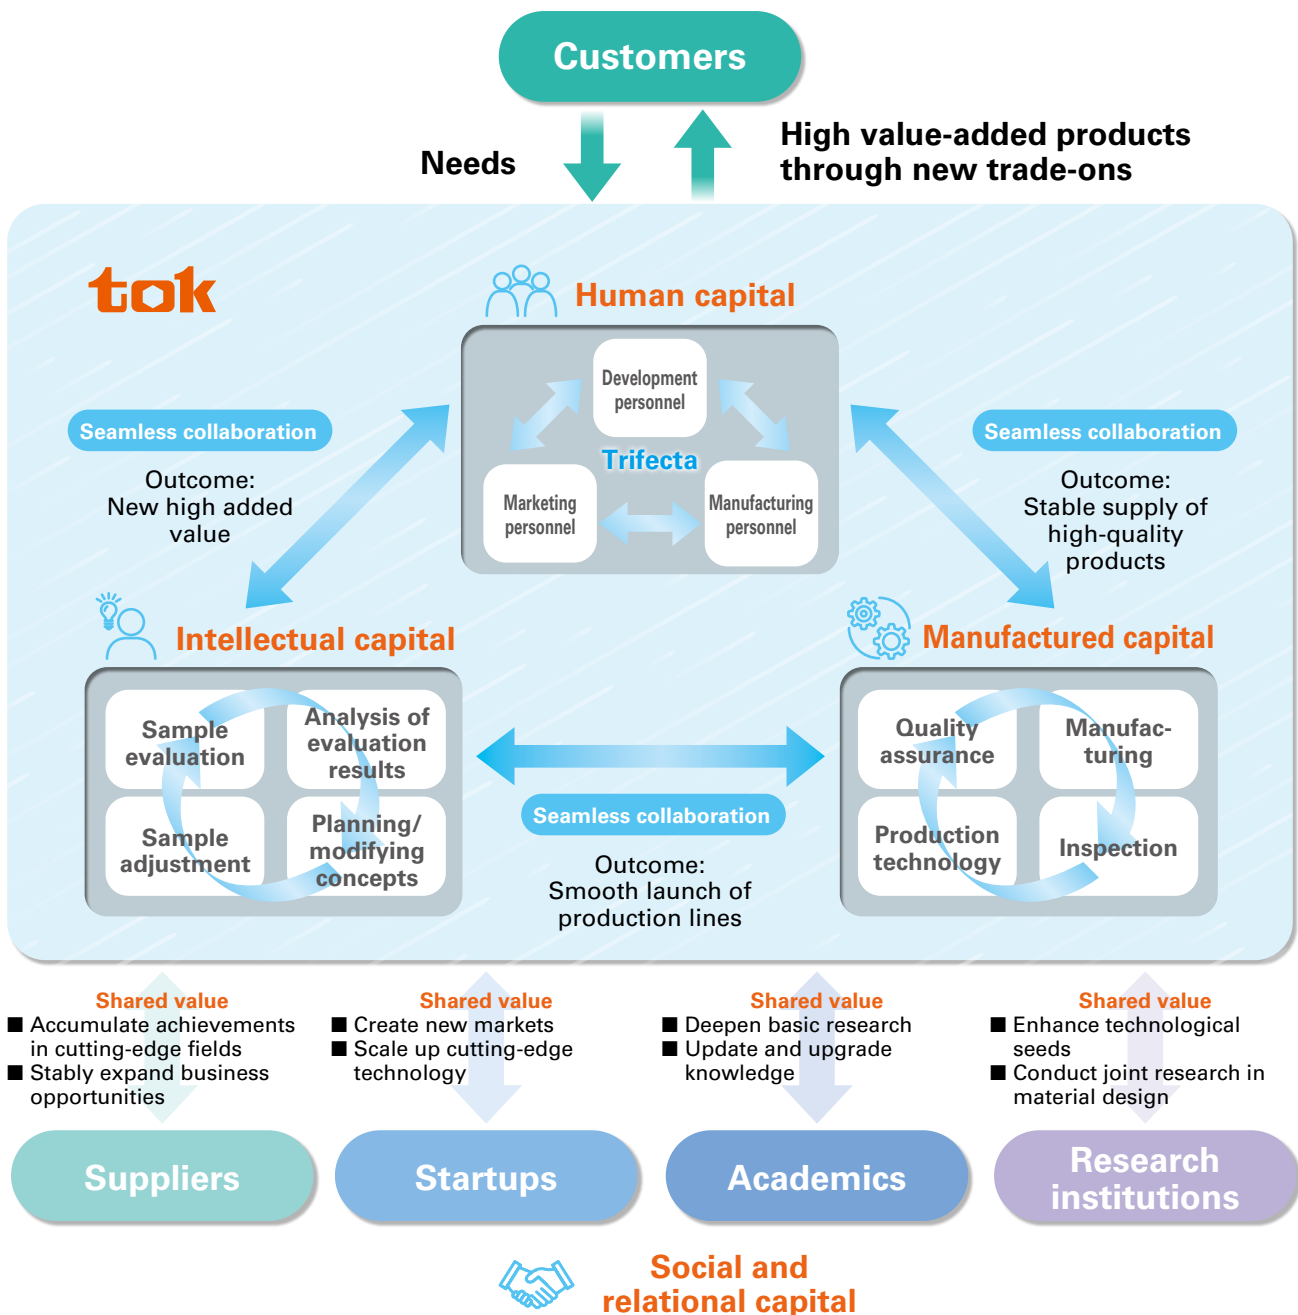 Customers
Needs
High value-added products
through new trade-ons
tok
Human capital
Development
personnel
Trifecta
Marketing
personnel
Manufacturing
personnel
Seamless collaboration
Outcome:
New high added
value
Seamless collaboration
Outcome:
Stable supply of
high-quality
products
Intellectual capital
Sample
evaluation
Analysis of
evaluation
results
Sample
adjustment
Planning/
modifying
concepts
Seamless collaboration
Outcome:
Smooth launch of
production lines
Manufactured capital
Quality
assurance
Manufac-
turing
Production
technology
Inspection
Shared value
■ Accumulate achievements
in cutting-edge fields
■ Stably expand business
opportunities
Shared value
■ Create new markets
■ Scale up cutting-edge
technology
Shared value
■ Deepen basic research
■ Update and upgrade
knowledge
Shared value
■ Enhance technological
seeds
■ Conduct joint research in
material design
Suppliers
Startups
Academics
Research
institutions
Social and
relational capital